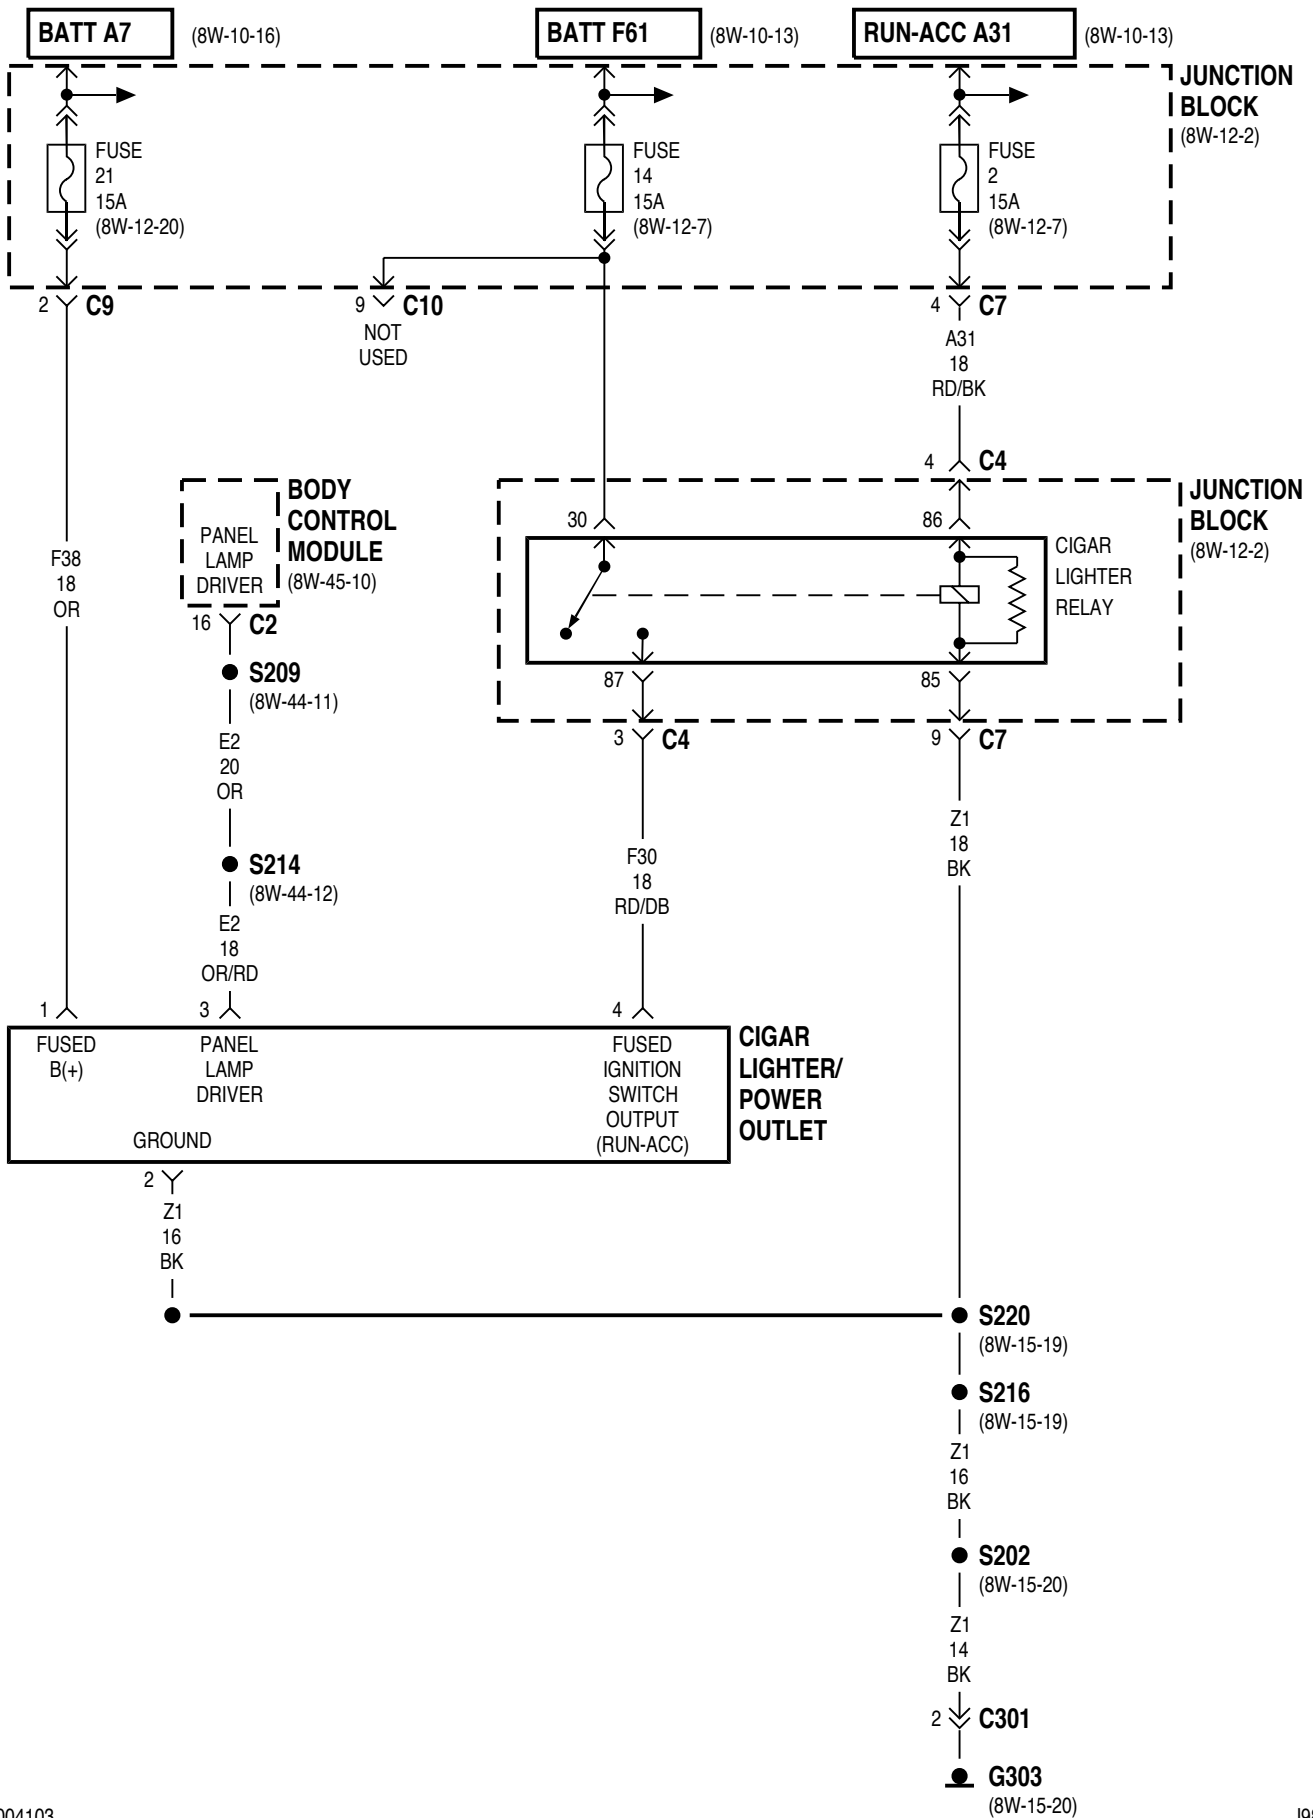 BATT A7 (8W-10-16) BATT F61 (8W-10-13) RUN-ACC A31 (8W-10-13)
JUNCTION
BLOCK
(8W-12-2)
FUSE
21
15A
(8W-12-20)
FUSE
14
15A
(8W-12-7)
FUSE
2
15A
(8W-12-7)
2 C9
9 C10
NOT
USED
4 C7
A31
18
RD/BK
4 C4
F38
18
OR
BODY
CONTROL
MODULE
(8W-45-10)
PANEL
LAMP
DRIVER
16 C2
S209
(8W-44-11)
E2
20
OR
S214
(8W-44-12)
E2
18
OR/RD
JUNCTION
BLOCK
(8W-12-2)
30
86
CIGAR
LIGHTER
RELAY
87
85
3 C4
9 C7
F30
18
RD/DB
Z1
18
BK
1
3
4
FUSED
B(+)
PANEL
LAMP
DRIVER
FUSED
IGNITION
SWITCH
OUTPUT
(RUN-ACC)
GROUND
CIGAR
LIGHTER/
POWER
OUTLET
2
Z1
16
BK
S220
(8W-15-19)
S216
(8W-15-19)
Z1
16
BK
S202
(8W-15-20)
Z1
14
BK
2 C301
G303
(8W-15-20)